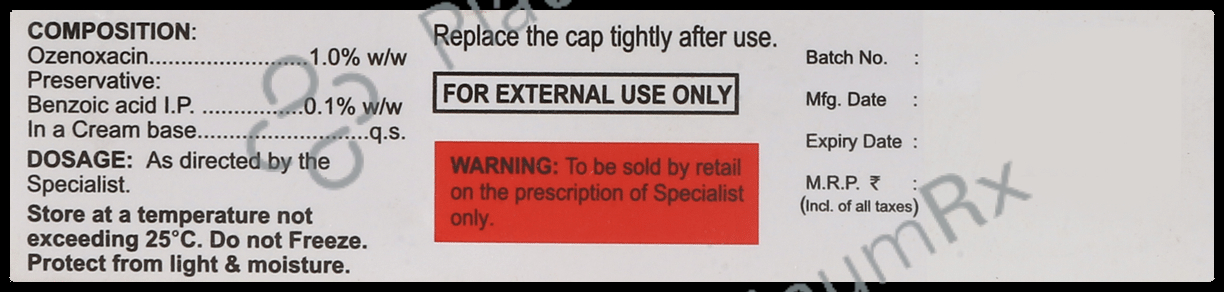 COMPOSITION:
Ozenoxacin........................1.0% w/w
Preservative:
Benzoic acid I.P. ................0.1% w/w
In a Cream base..........................q.s.
DOSAGE: As directed by the
Specialist.
Store at a temperature not
exceeding 25°C. Do not Freeze.
Protect from light & moisture.
Replace the cap tightly after use.
FOR EXTERNAL USE ONLY
WARNING: To be sold by retail
on the prescription of Specialist
only.
Batch No. :
Mfg. Date :
Expiry Date :
M.R.P. ₹ :
(Incl. of all taxes)